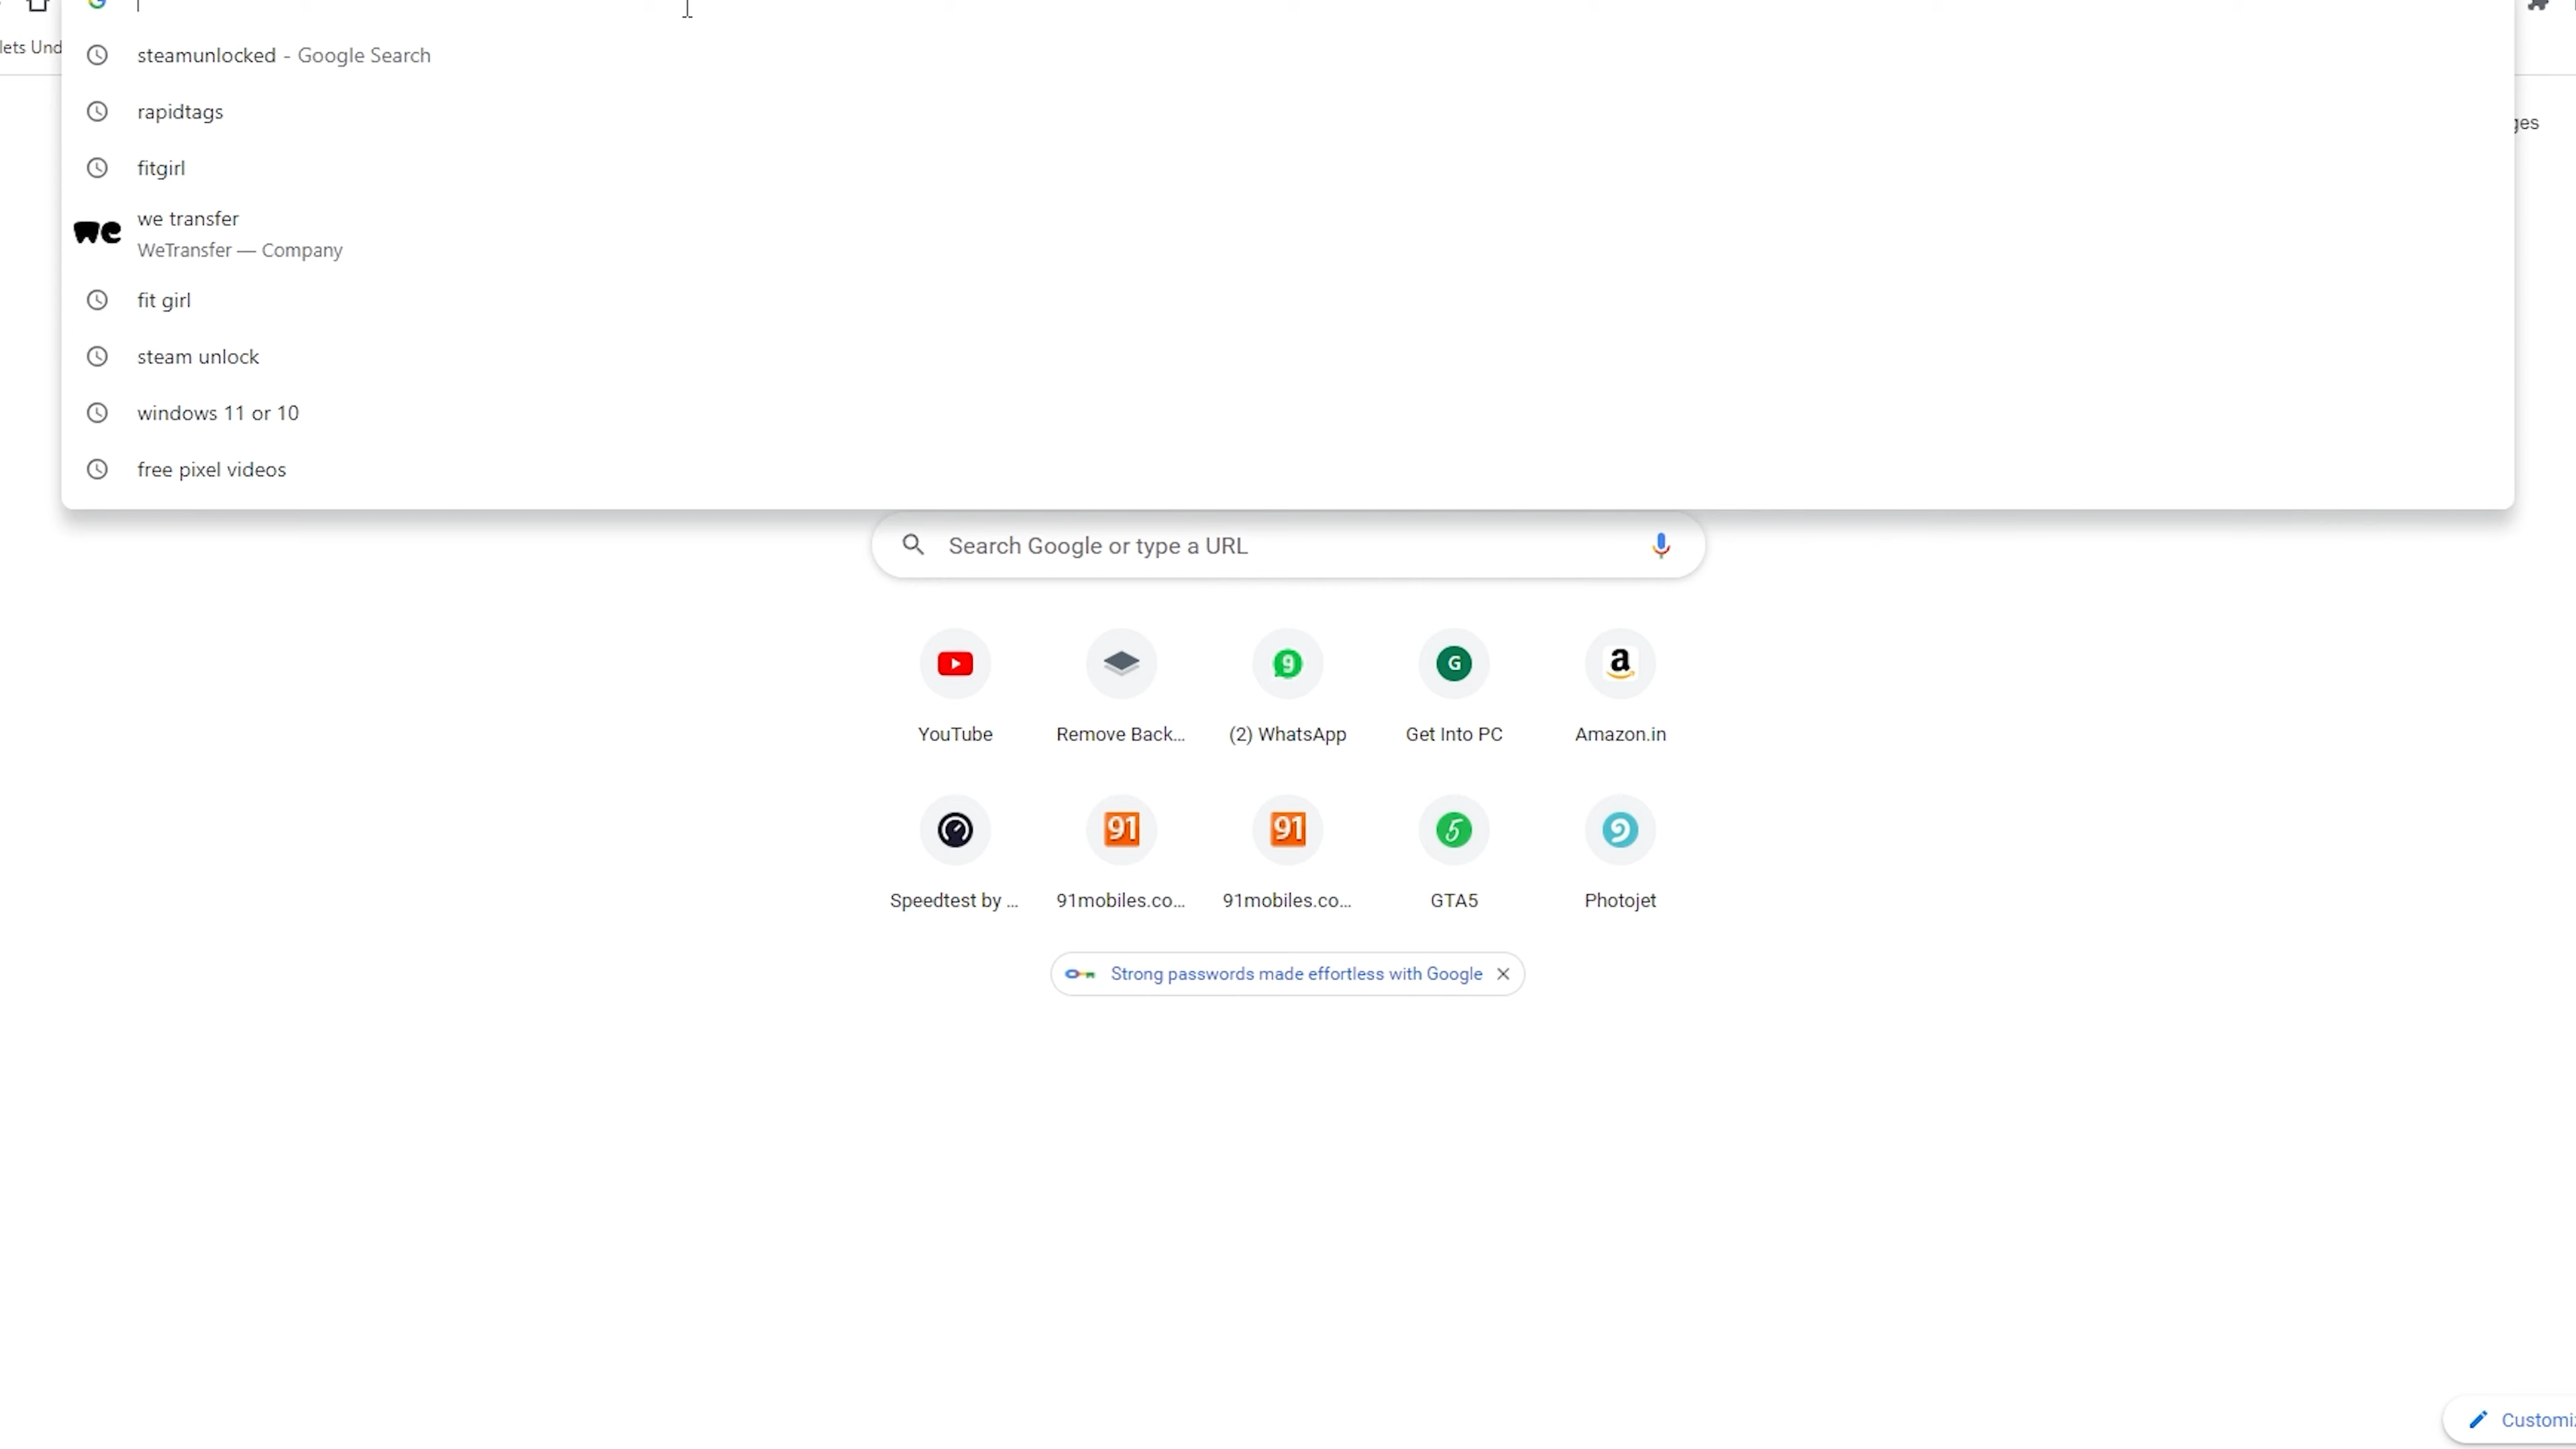 lets Und
steamunlocked - Google Search
rapidtags
ges
fitgirl
we transfer
WeTransfer — Company
fit girl
steam unlock
windows 11 or 10
free pixel videos
Search Google or type a URL
YouTube
Remove Back...
(2) WhatsApp
Get Into PC
Amazon.in
Speedtest by ...
91mobiles.co...
91mobiles.co...
GTA5
Photojet
Strong passwords made effortless with Google
Customi